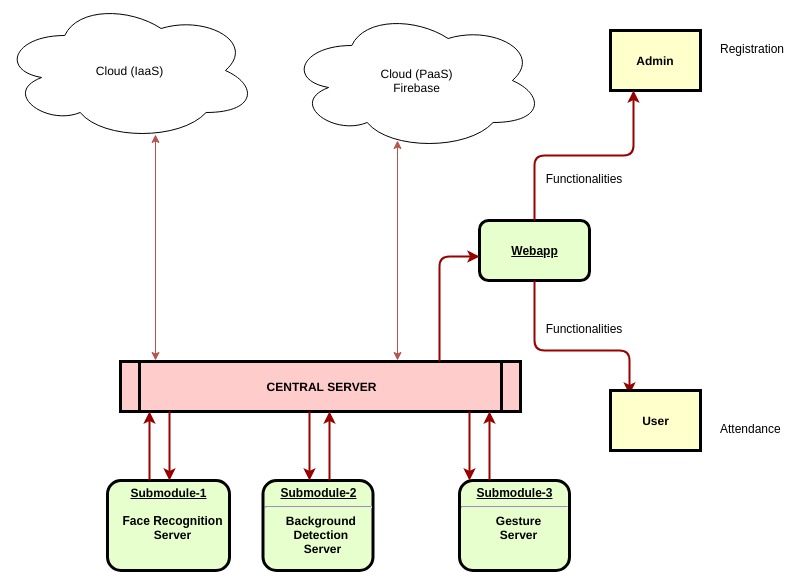 Cloud (IaaS)
Cloud (PaaS)
Firebase
Admin
Registration
Functionalities
Webapp
Functionalities
CENTRAL SERVER
User
Attendance
Submodule-1
Face Recognition
Server
Submodule-2
Background
Detection
Server
Submodule-3
Gesture
Server